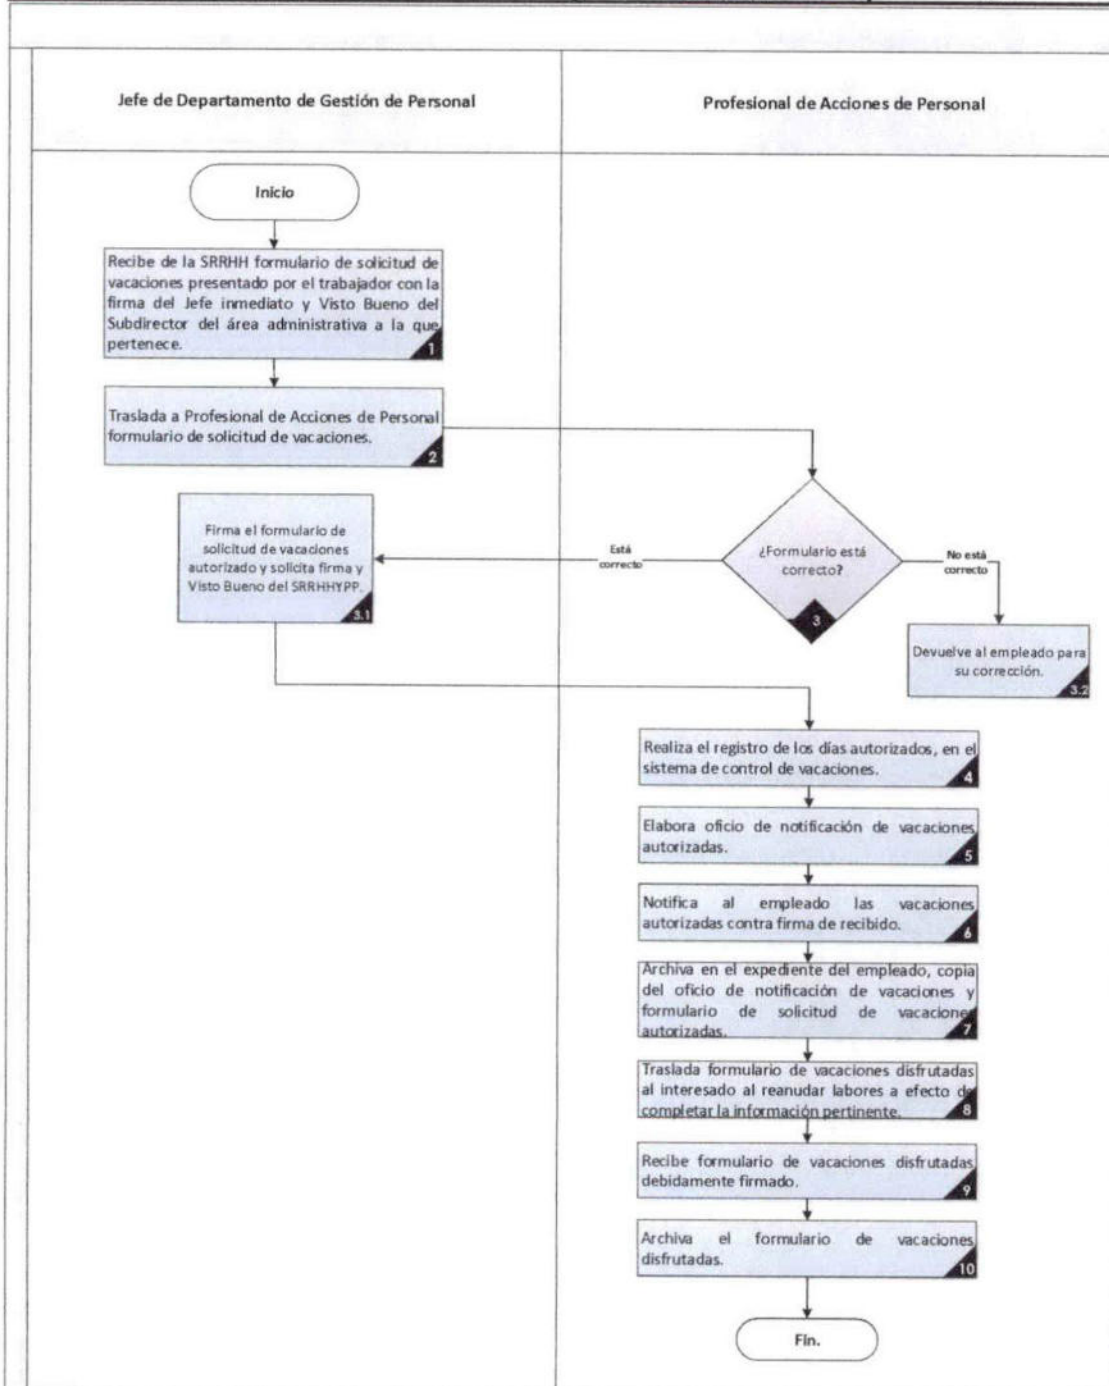 Jefe de Departamento de Gestión de Personal
Profesional de Acciones de Personal
Inicio
Recibe de la SRRHH formulario de solicitud de
vacaciones presentado por el trabajador con la
firma del Jefe inmediato y Visto Bueno del
Subdirector del área administrativa a la que
pertenece.
1
Traslada a Profesional de Acciones de Personal
formulario de solicitud de vacaciones.
2
¿Formulario está
correcto?
3
Está
correcto
No está
correcto
Firma el formulario de
solicitud de vacaciones
autorizado y solicita firma y
Visto Bueno del SRRHHYPP.
3.1
Devuelve al empleado para
su corrección.
3.2
Realiza el registro de los días autorizados, en el
sistema de control de vacaciones.
4
Elabora oficio de notificación de vacaciones
autorizadas.
5
Notifica al empleado las vacaciones
autorizadas contra firma de recibido.
6
Archiva en el expediente del empleado, copia
del oficio de notificación de vacaciones y
formulario de solicitud de vacaciones
autorizadas.
7
Traslada formulario de vacaciones disfrutadas
al interesado al reanudar labores a efecto de
completar la información pertinente.
8
Recibe formulario de vacaciones disfrutadas
debidamente firmado.
9
Archiva el formulario de vacaciones
disfrutadas.
10
Fin.